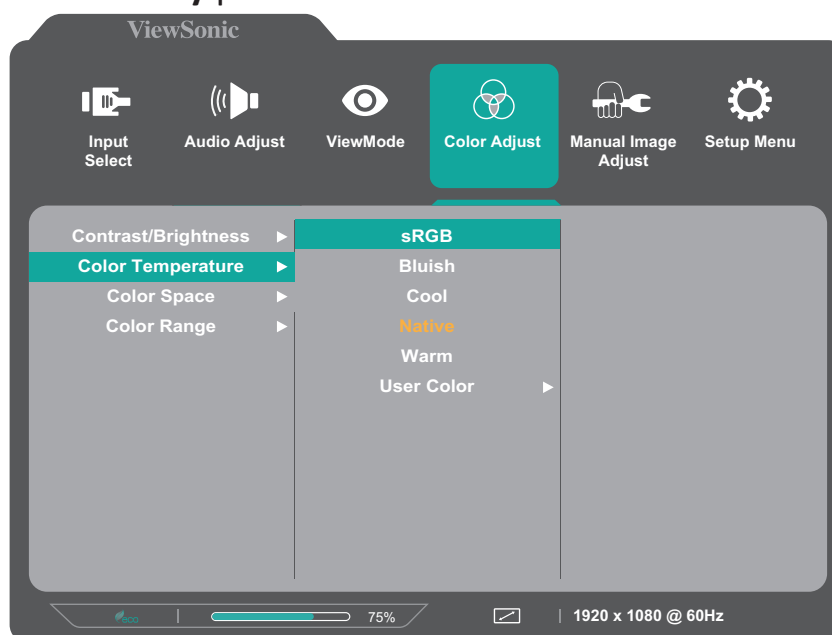 ViewSonic
Input Select
Audio Adjust
ViewMode
Color Adjust
Manual Image Adjust
Setup Menu
Contrast/Brightness
Color Temperature
Color Space
Color Range
sRGB
Bluish
Cool
Native
Warm
User Color
eco
75%
1920 x 1080 @ 60Hz